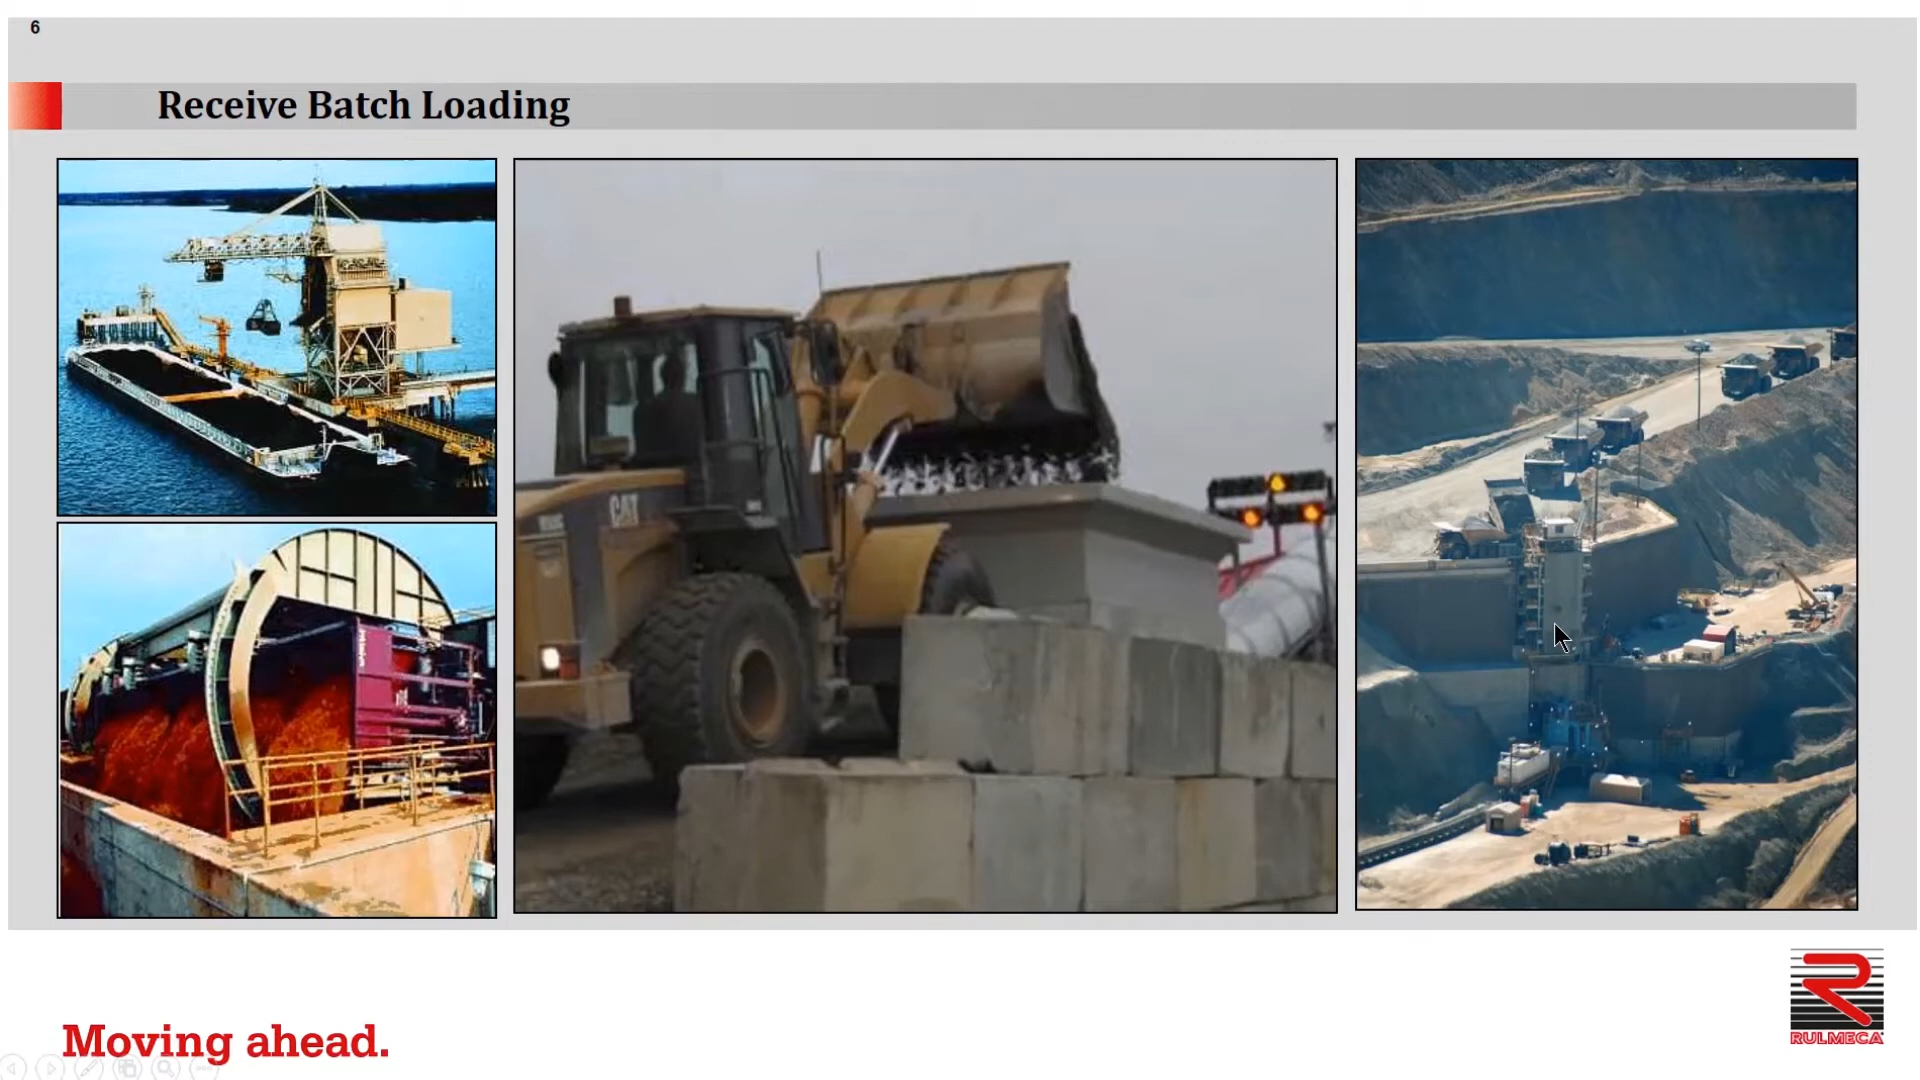 6
Receive Batch Loading
CAT
Moving ahead.
RULMECA